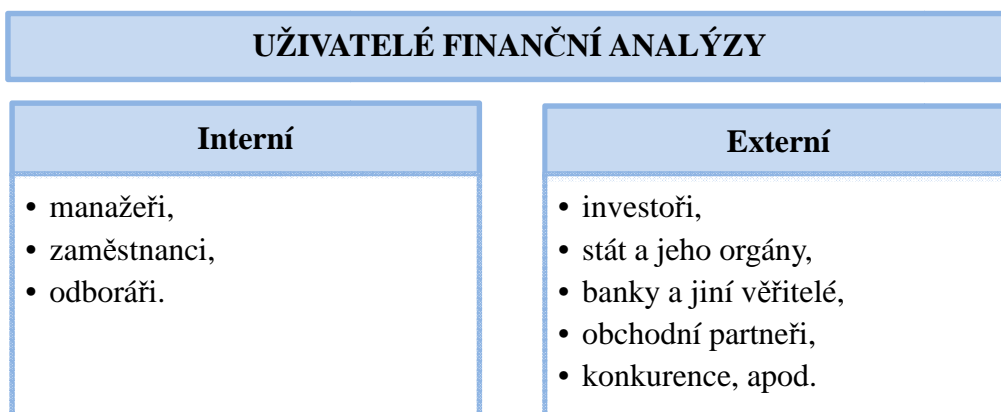 UŽIVATELÉ FINANČNÍ ANALÝZY
Interní
• manažeři,
• zaměstnanci,
• odboráři.
Externí
• investoři,
• stát a jeho orgány,
• banky a jiní věřitelé,
• obchodní partneři,
• konkurence, apod.